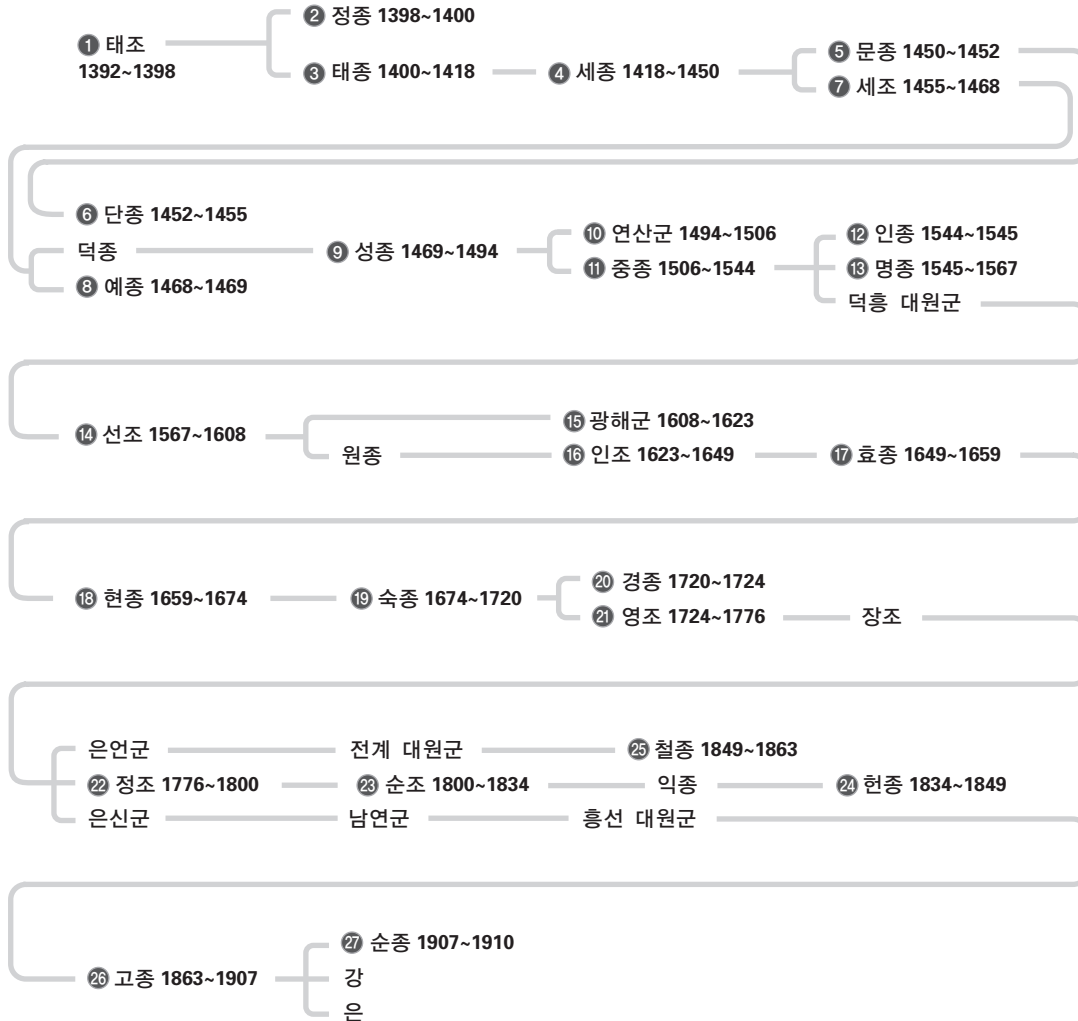 ❷ 정종 1398~1400
❶ 태조
1392~1398
❸ 태종 1400~1418 ❹ 세종 1418~1450
❺ 문종 1450~1452
❼ 세조 1455~1468
❻ 단종 1452~1455
덕종 ❾ 성종 1469~1494
❽ 예종 1468~1469
❿ 연산군 1494~1506
⓫ 중종 1506~1544
⓬ 인종 1544~1545
⓭ 명종 1545~1567
덕흥 대원군
⓮ 선조 1567~1608
⓯ 광해군 1608~1623
원종 ⓰ 인조 1623~1649 ⓱ 효종 1649~1659
⓲ 현종 1659~1674 ⓳ 숙종 1674~1720
⓴ 경종 1720~1724
㉑ 영조 1724~1776 장조
은언군 전계 대원군 ㉕ 철종 1849~1863
㉒ 정조 1776~1800 ㉓ 순조 1800~1834 익종 ㉔ 헌종 1834~1849
은신군 남연군 흥선 대원군
㉖ 고종 1863~1907
㉗ 순종 1907~1910
강
은